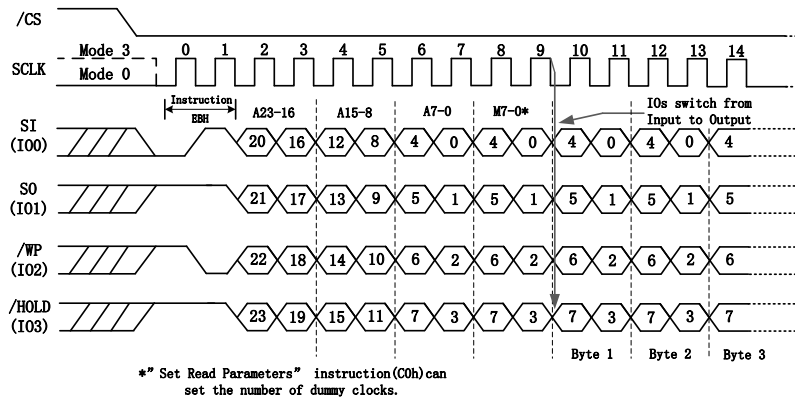 /CS
Mode 3 0 1 2 3 4 5 6 7 8 9 10 11 12 13 14
SCLK
Mode 0
Instruction
EBH
A23-16 A15-8 A7-0 M7-0*
IOs switch from
Input to Output
SI
(IO0)
20 16 12 8 4 0 4 0 4 0 4 0 4
SO
(IO1)
21 17 13 9 5 1 5 1 5 1 5 1 5
/WP
(IO2)
22 18 14 10 6 2 6 2 6 2 6 2 6
/HOLD
(IO3)
23 19 15 11 7 3 7 3 7 3 7 3 7
Byte 1 Byte 2 Byte 3
*" Set Read Parameters" instruction(C0h)can
set the number of dummy clocks.